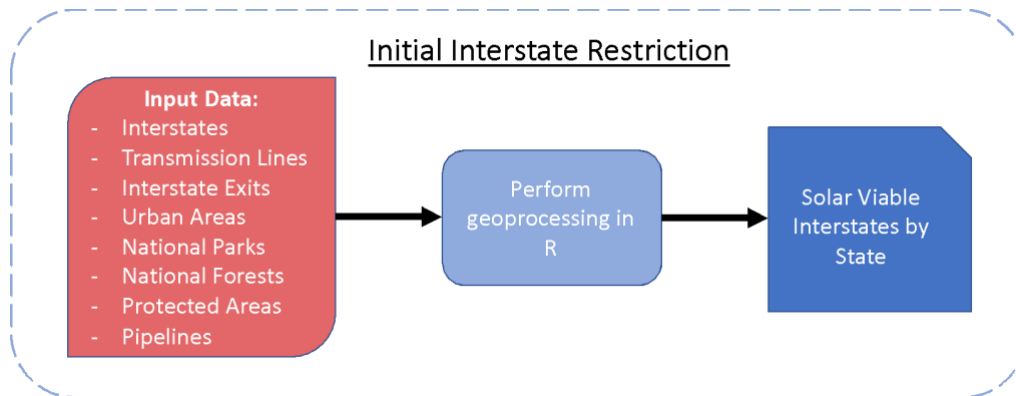 Initial Interstate Restriction
Input Data:
- Interstates
- Transmission Lines
- Interstate Exits
- Urban Areas
- National Parks
- National Forests
- Protected Areas
- Pipelines
Perform
geoprocessing in
R
Solar Viable
Interstates by
State